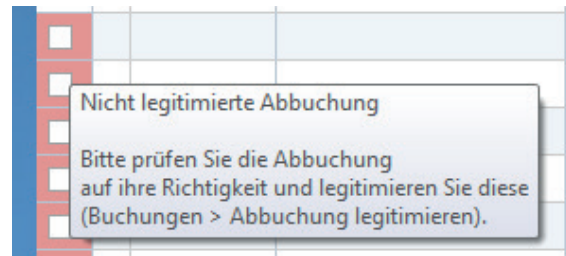 Nicht legitimierte Abbuchung
Bitte prüfen Sie die Abbuchung
auf ihre Richtigkeit und legitimieren Sie diese
(Buchungen > Abbuchung legitimieren).